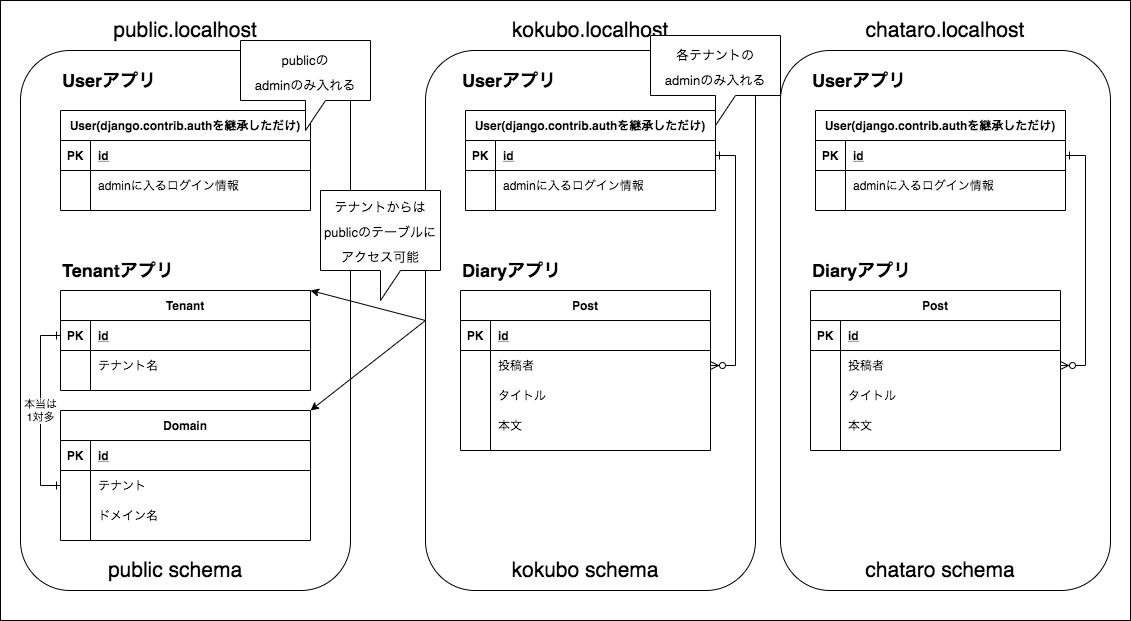 public.localhost
publicの
adminのみ入れる
Userアプリ
User(django.contrib.authを継承しただけ)
PK id
adminに入るログイン情報
テナントからは
publicのテーブルに
アクセス可能
Tenantアプリ
Tenant
PK id
テナント名
本当は
1対多
Domain
PK id
テナント
ドメイン名
public schema
kokubo.localhost
各テナントの
adminのみ入れる
Userアプリ
User(django.contrib.authを継承しただけ)
PK id
adminに入るログイン情報
Diaryアプリ
Post
PK id
投稿者
タイトル
本文
kokubo schema
chataro.localhost
Userアプリ
User(django.contrib.authを継承しただけ)
PK id
adminに入るログイン情報
Diaryアプリ
Post
PK id
投稿者
タイトル
本文
chataro schema